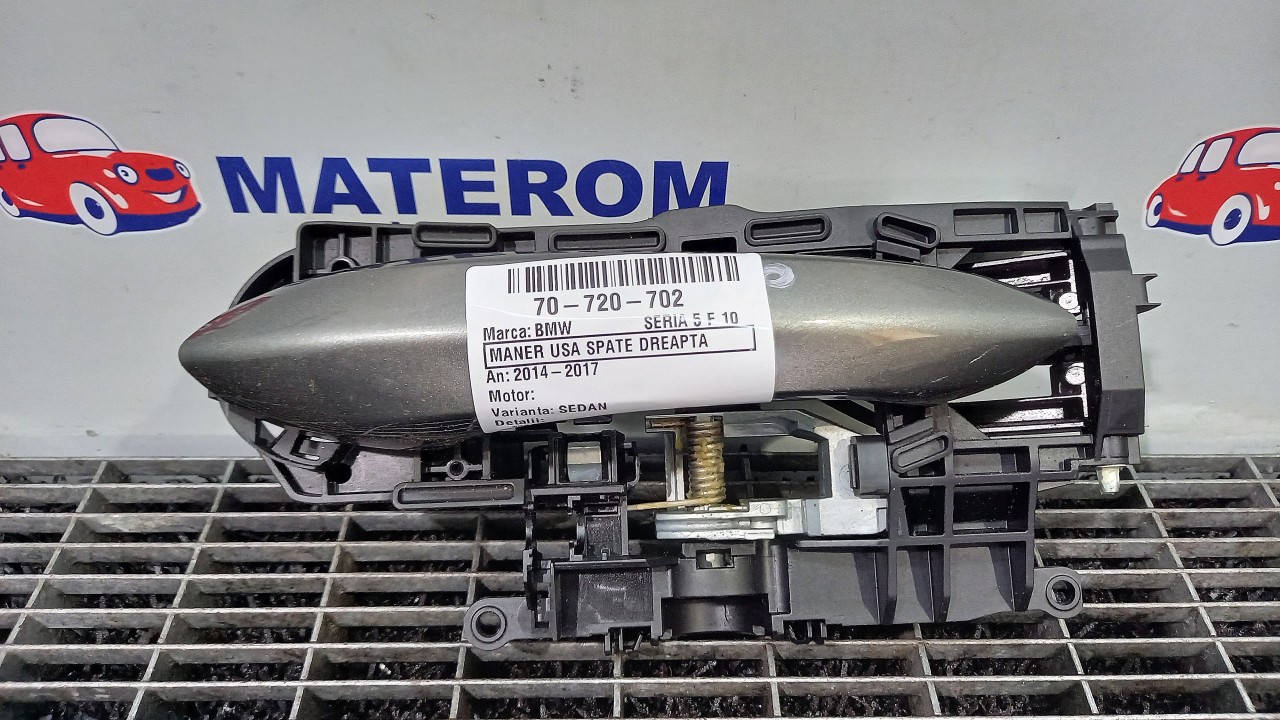 MATEROM
70-720-702
Marca: BMW SERIA 5 F 10
MANER USA SPATE DREAPTA
An: 2014-2017
Motor:
Varianta: SEDAN
Detalii: